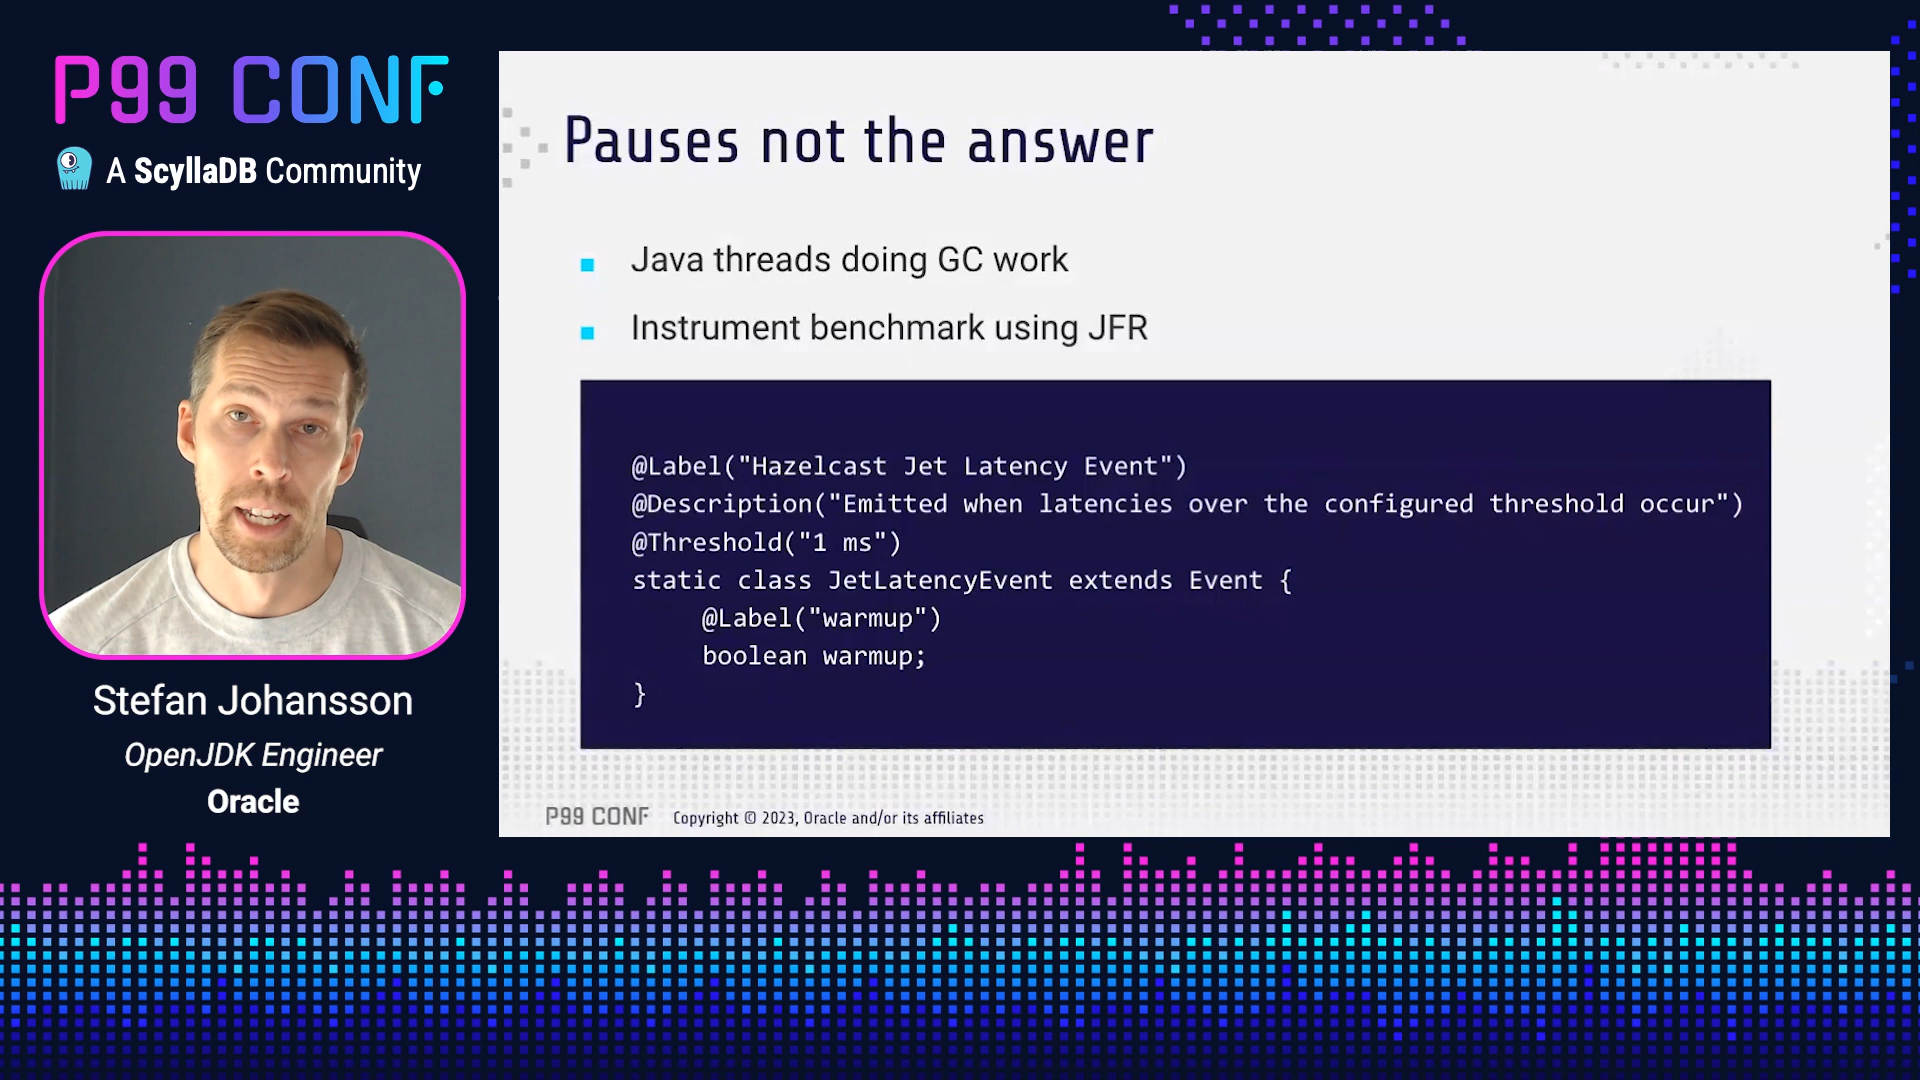 P99 CONF
A ScyllaDB Community
Stefan Johansson
OpenJDK Engineer
Oracle
Pauses not the answer
Java threads doing GC work
Instrument benchmark using JFR
@Label("Hazelcast Jet Latency Event")
@Description("Emitted when latencies over the configured threshold occur")
@Threshold("1 ms")
static class JetLatencyEvent extends Event {
@Label("warmup")
boolean warmup;
}
P99 CONF
Copyright © 2023, Oracle and/or its affiliates